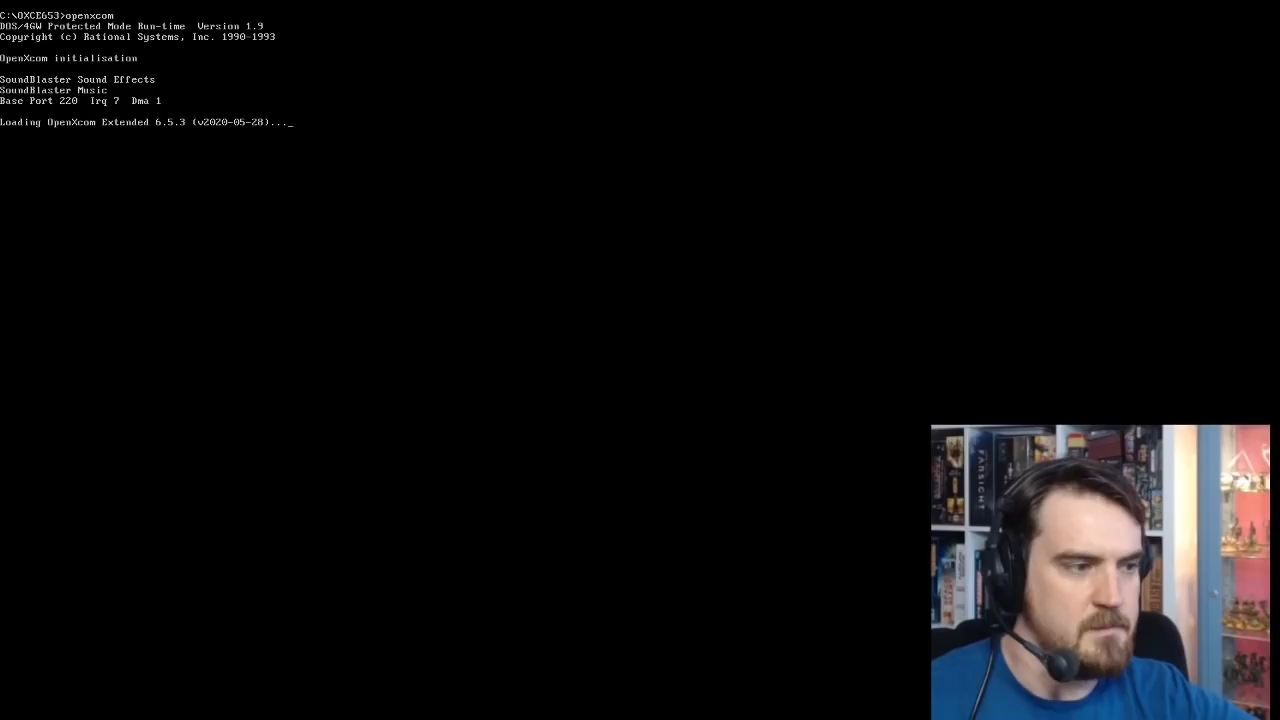 C:\OXCE653>openxcom
DOS/4GW Protected Mode Run-time  Version 1.9
Copyright (c) Rational Systems, Inc. 1990-1993
OpenXcom initialisation
SoundBlaster Sound Effects
SoundBlaster Music
Base Port 220  Irq 7  Dma 1
Loading OpenXcom Extended 6.5.3 (v2020-05-28)..._
FARSIGHT